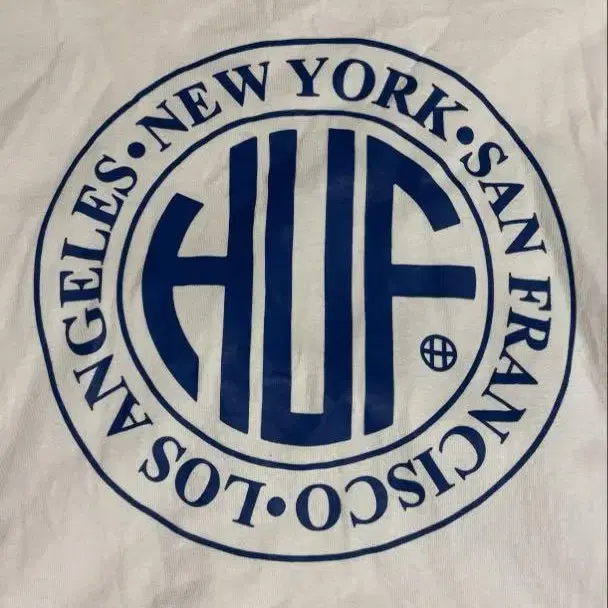 NEW YORK • SAN FRANCISCO • LOS ANGELES •
HUF